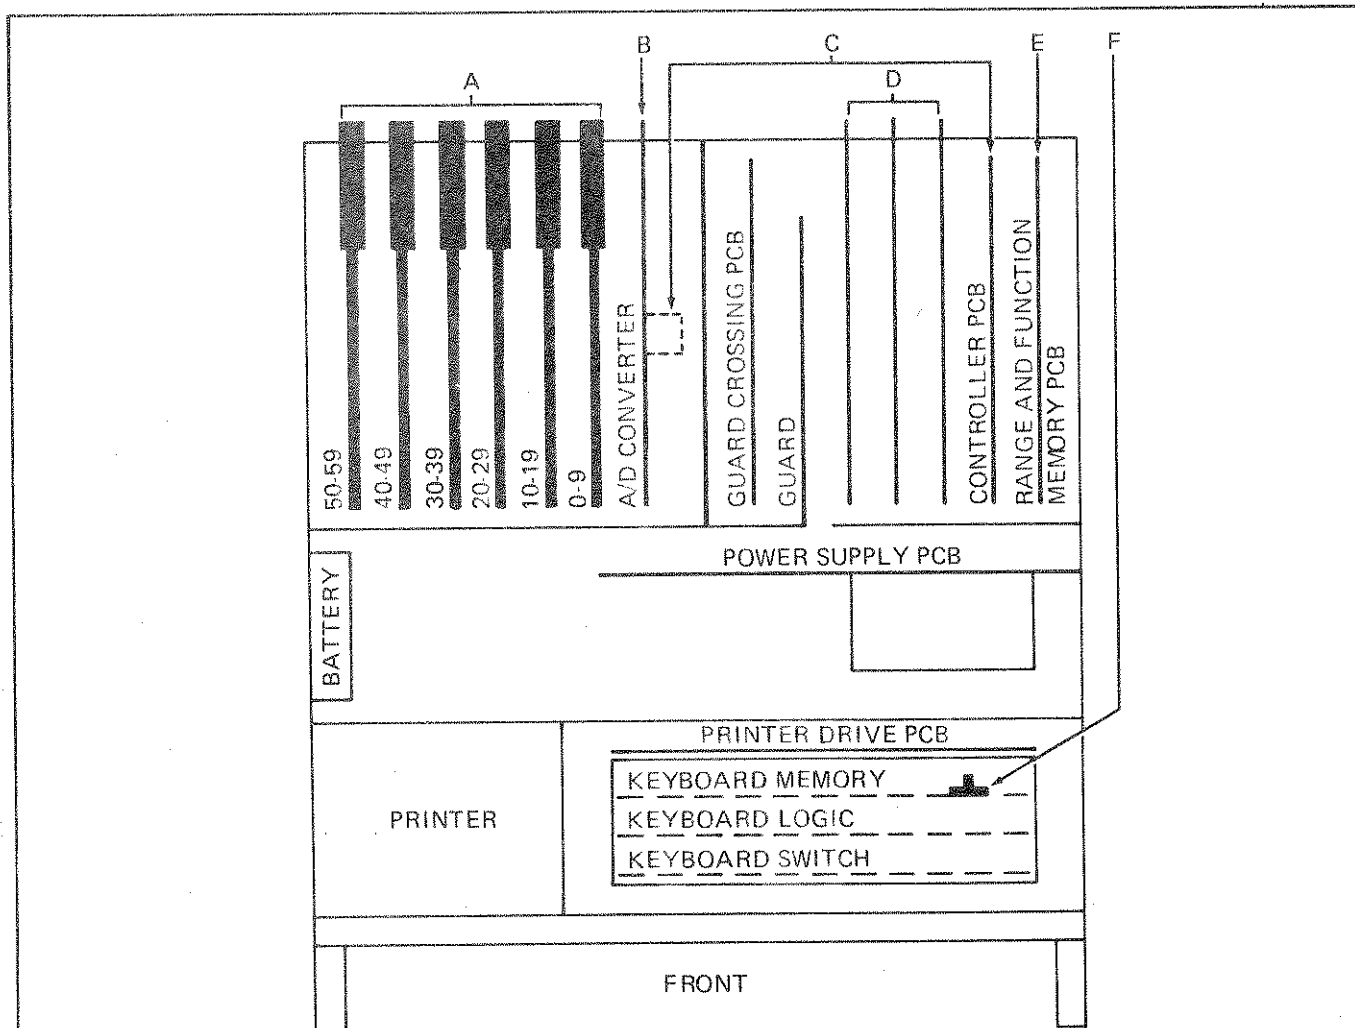 A
B
C
D
E
F
50-59
40-49
30-39
20-29
10-19
0-9
A/D CONVERTER
GUARD CROSSING PCB
GUARD
CONTROLLER PCB
RANGE AND FUNCTION
MEMORY PCB
POWER SUPPLY PCB
BATTERY
PRINTER DRIVE PCB
KEYBOARD MEMORY
KEYBOARD LOGIC
KEYBOARD SWITCH
PRINTER
FRONT